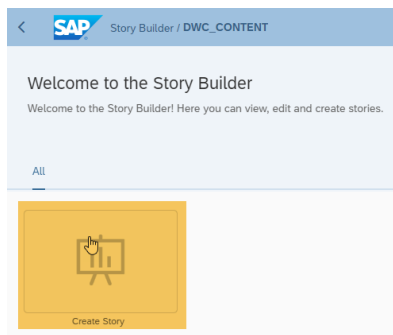 SAP Story Builder / DWC_CONTENT
Welcome to the Story Builder
Welcome to the Story Builder! Here you can view, edit and create stories.
All
Create Story